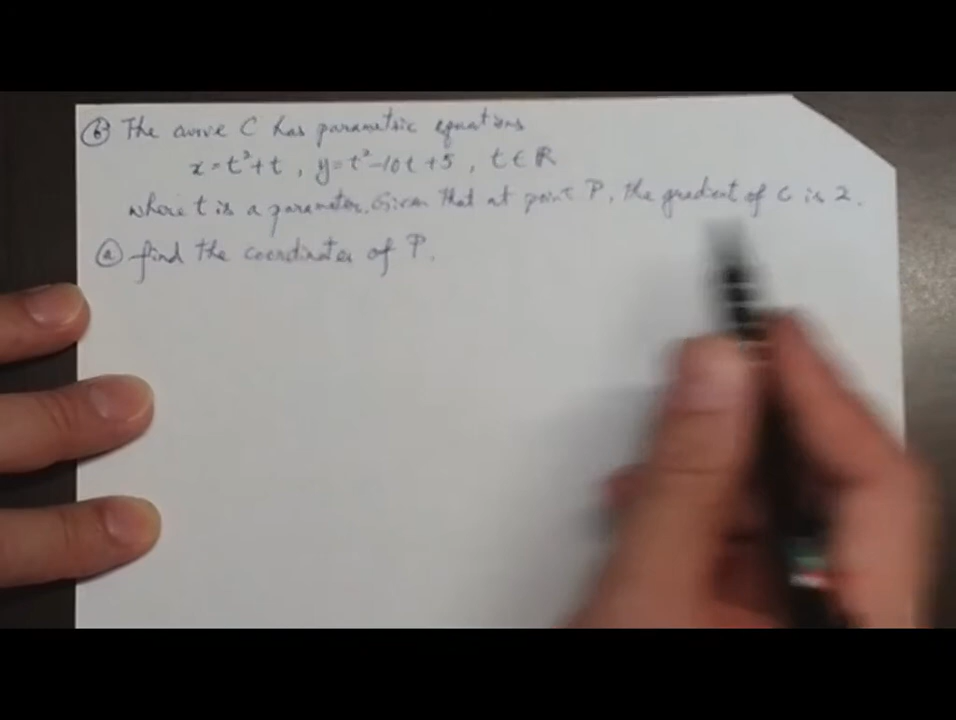 ⑥ The curve C has parametric equations
x = t² + t , y = t² - 10t + 5 , t ∈ ℝ
where t is a parameter. Given that at point P, the gradient of C is 2.
ⓐ find the coordinates of P.